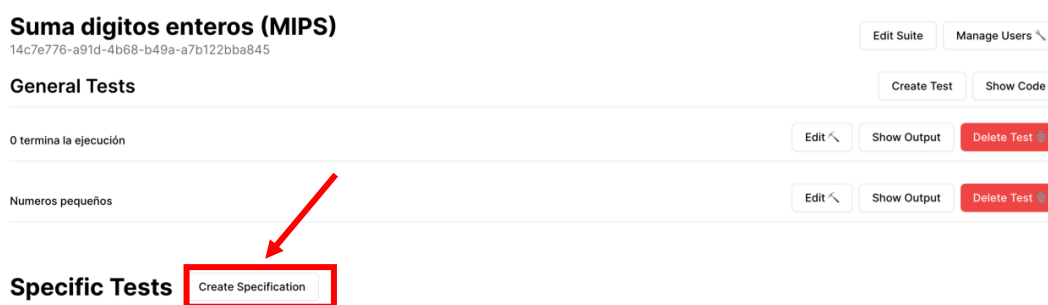 Suma digitos enteros (MIPS)
14c7e776-a91d-4b68-b49a-a7b122bba845
Edit Suite
Manage Users
General Tests
Create Test
Show Code
0 termina la ejecución
Edit
Show Output
Delete Test
Numeros pequeños
Edit
Show Output
Delete Test
Specific Tests
Create Specification